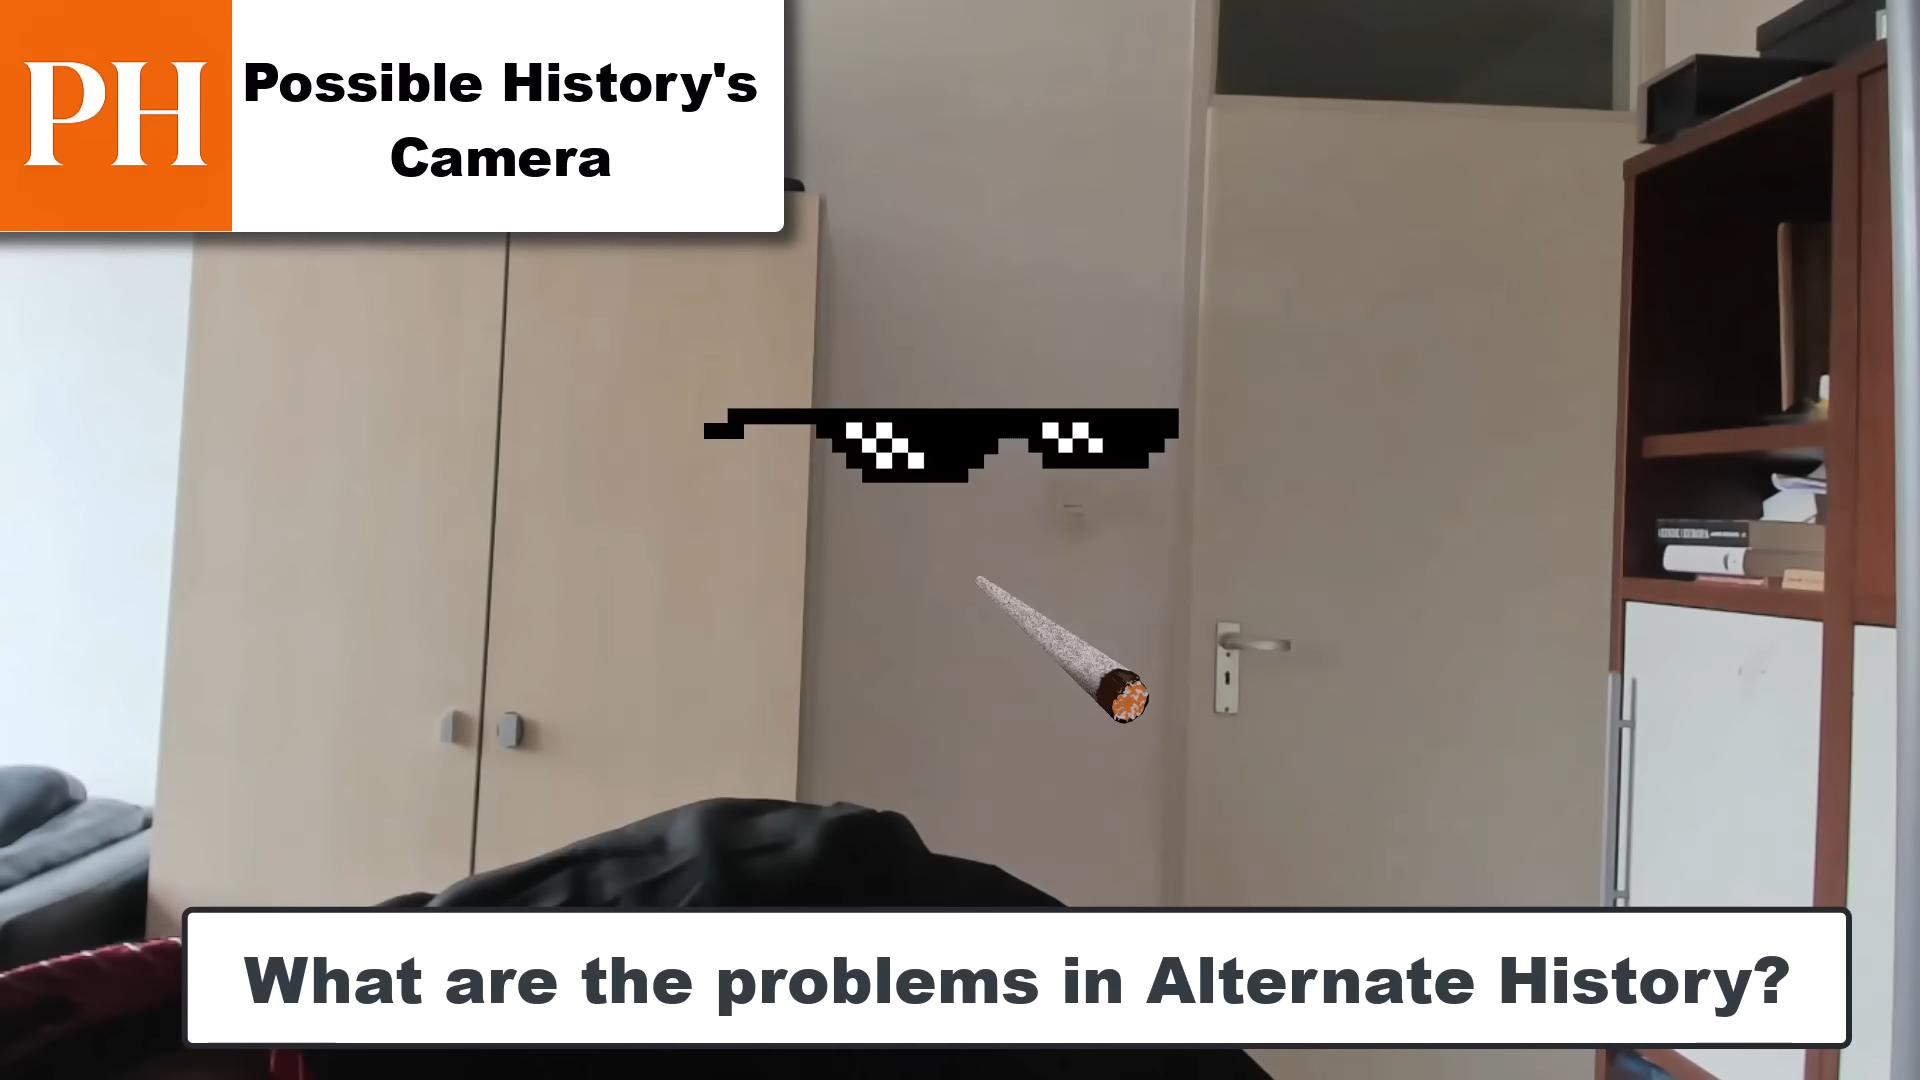 PH
Possible History's
Camera
What are the problems in Alternate History?